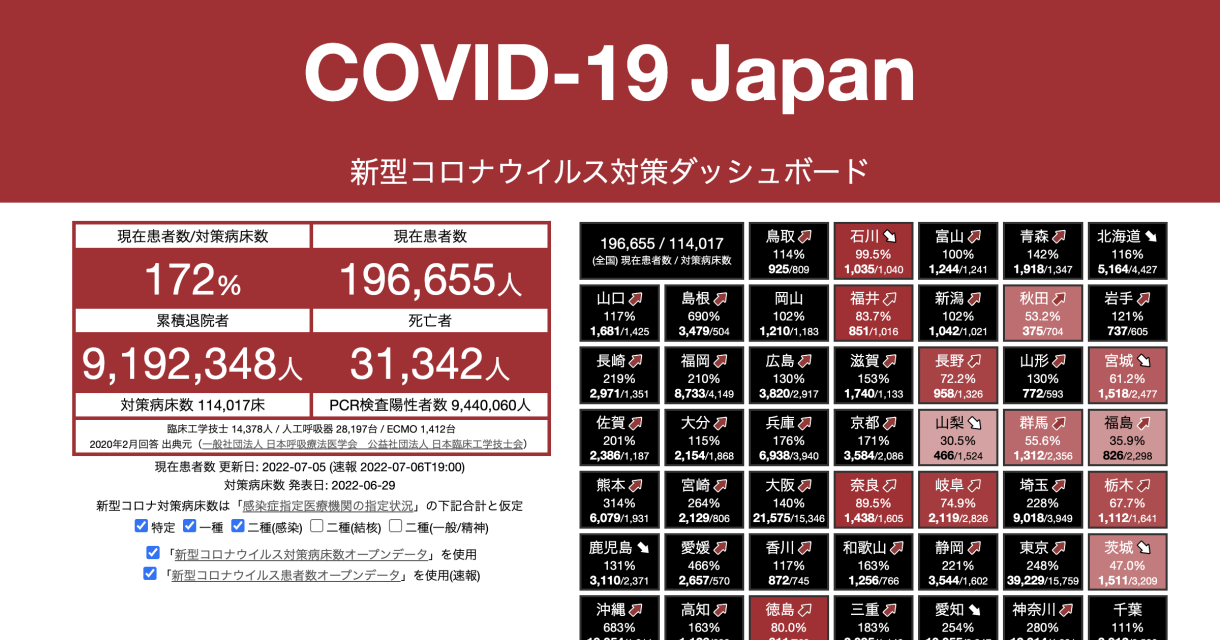 COVID-19 Japan
新型コロナウイルス対策ダッシュボード
現在患者数/対策病床数
現在患者数
172%
196,655人
累積退院者
死亡者
9,192,348人
31,342人
対策病床数 114,017床
PCR検査陽性者数 9,440,060人
臨床工学技士 14,378人 / 人工呼吸器 28,197台 / ECMO 1,412台
2020年2月回答 出典元（一般社団法人 日本呼吸療法医学会　公益社団法人 日本臨床工学技士会）
現在患者数 更新日: 2022-07-05 (速報 2022-07-06T19:00)
対策病床数 発表日: 2022-06-29
新型コロナ対策病床数は「感染症指定医療機関の指定状況」の下記合計と仮定
特定 一種 二種(感染) 二種(結核) 二種(一般/精神)
「新型コロナウイルス対策病床数オープンデータ」を使用
「新型コロナウイルス患者数オープンデータ」を使用(速報)
196,655 / 114,017
(全国) 現在患者数 / 対策病床数
鳥取
114%
925/809
石川
99.5%
1,035/1,040
富山
100%
1,244/1,241
青森
142%
1,918/1,347
北海道
116%
5,164/4,427
山口
117%
1,681/1,425
島根
690%
3,479/504
岡山
102%
1,210/1,183
福井
83.7%
851/1,016
新潟
102%
1,042/1,021
秋田
53.2%
375/704
岩手
121%
737/605
長崎
219%
2,971/1,351
福岡
210%
8,733/4,149
広島
130%
3,820/2,917
滋賀
153%
1,740/1,133
長野
72.2%
958/1,326
山形
130%
772/593
宮城
61.2%
1,518/2,477
佐賀
201%
2,386/1,187
大分
115%
2,154/1,868
兵庫
176%
6,938/3,940
京都
171%
3,584/2,086
山梨
30.5%
466/1,524
群馬
55.6%
1,312/2,356
福島
35.9%
826/2,298
熊本
314%
6,079/1,931
宮崎
264%
2,129/806
大阪
140%
21,575/15,346
奈良
89.5%
1,438/1,605
岐阜
74.9%
2,119/2,826
埼玉
228%
9,018/3,949
栃木
67.7%
1,112/1,641
鹿児島
131%
3,110/2,371
愛媛
466%
2,657/570
香川
117%
872/745
和歌山
163%
1,256/766
静岡
221%
3,544/1,602
東京
248%
39,229/15,759
茨城
47.0%
1,511/3,209
沖縄
683%
高知
163%
徳島
80.0%
三重
183%
愛知
254%
神奈川
280%
千葉
111%